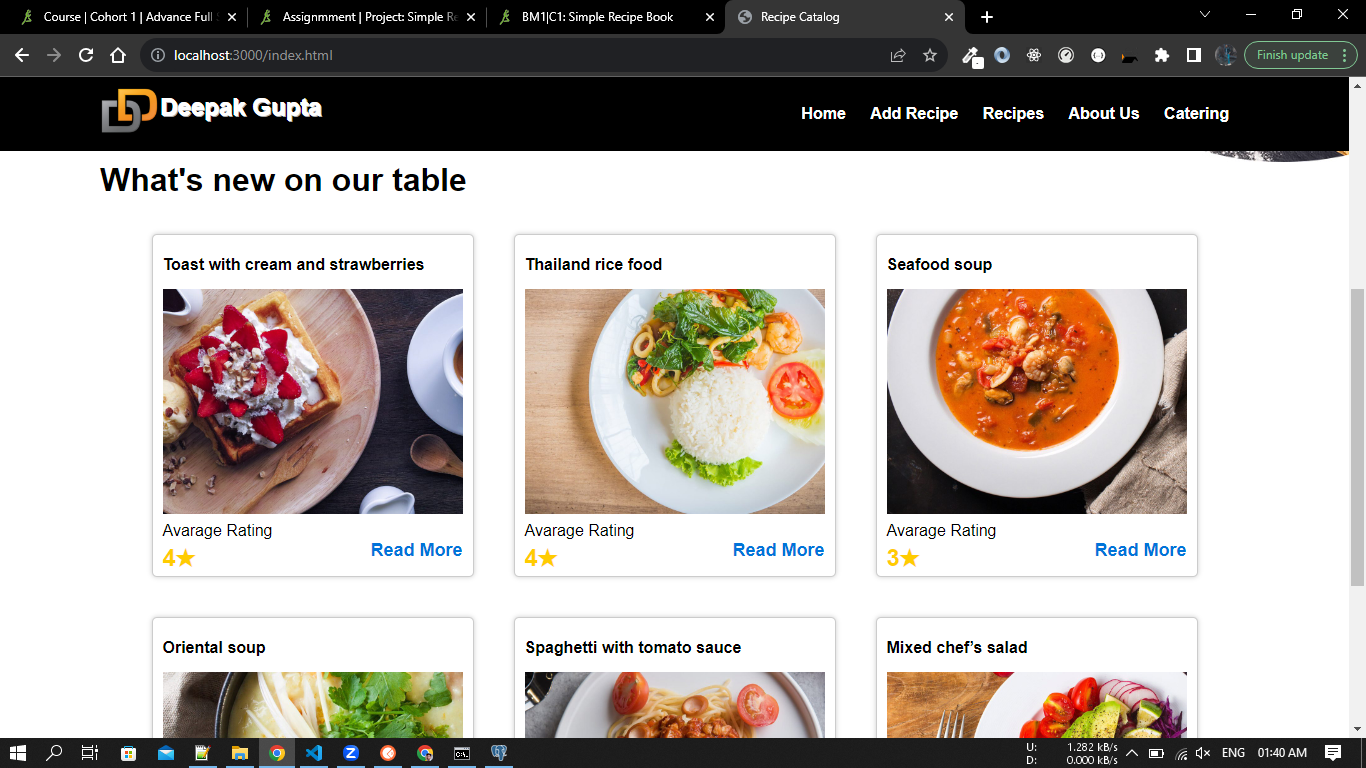 Course | Cohort 1 | Advance Full
Assignmment | Project: Simple Re
BM1|C1: Simple Recipe Book
Recipe Catalog
localhost:3000/index.html
Finish update
Deepak Gupta
Home
Add Recipe
Recipes
About Us
Catering
What's new on our table
Toast with cream and strawberries
Thailand rice food
Seafood soup
Avarage Rating
4★
Read More
Avarage Rating
4★
Read More
Avarage Rating
3★
Read More
Oriental soup
Spaghetti with tomato sauce
Mixed chef’s salad
U: 1.282 kB/s
D: 0.000 kB/s
ENG
01:40 AM